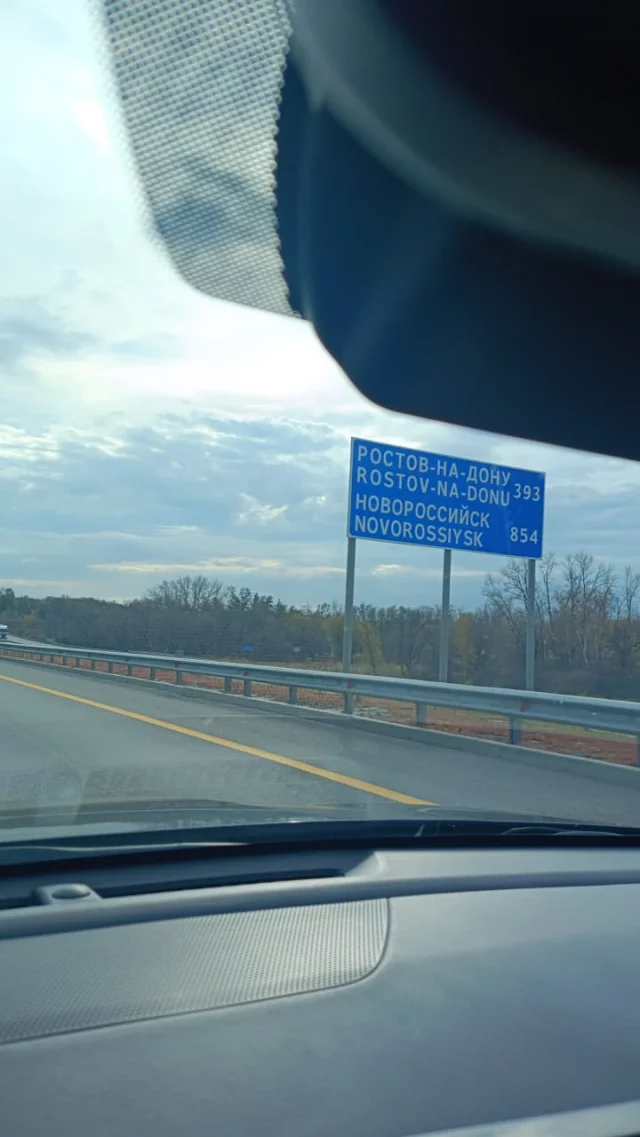 РОСТОВ-НА-ДОНУ
ROSTOV-NA-DONU 393
НОВОРОССИЙСК
NOVOROSSIYSK 854